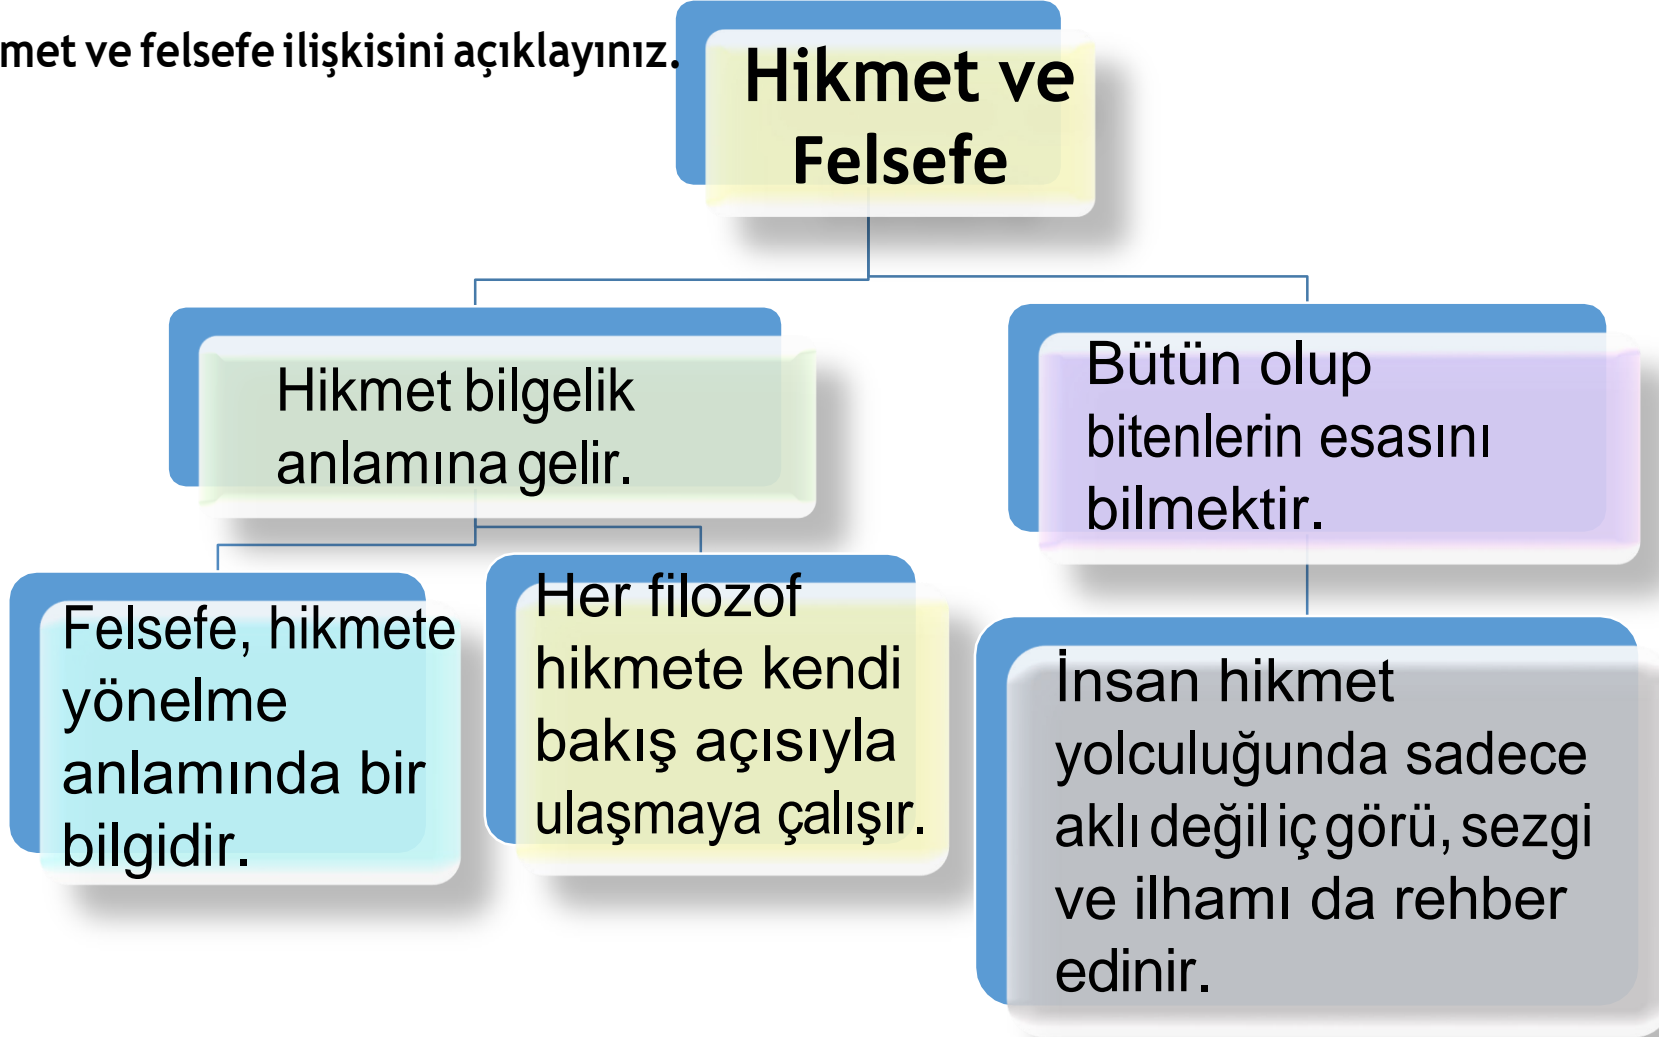 met ve felsefe ilişkisini açıklayınız.
Hikmet ve
Felsefe
Hikmet bilgelik
anlamına gelir.
Bütün olup
bitenlerin esasını
bilmektir.
Felsefe, hikmete
yönelme
anlamında bir
bilgidir.
Her filozof
hikmete kendi
bakış açısıyla
ulaşmaya çalışır.
İnsan hikmet
yolculuğunda sadece
aklı değil iç görü, sezgi
ve ilhamı da rehber
edinir.